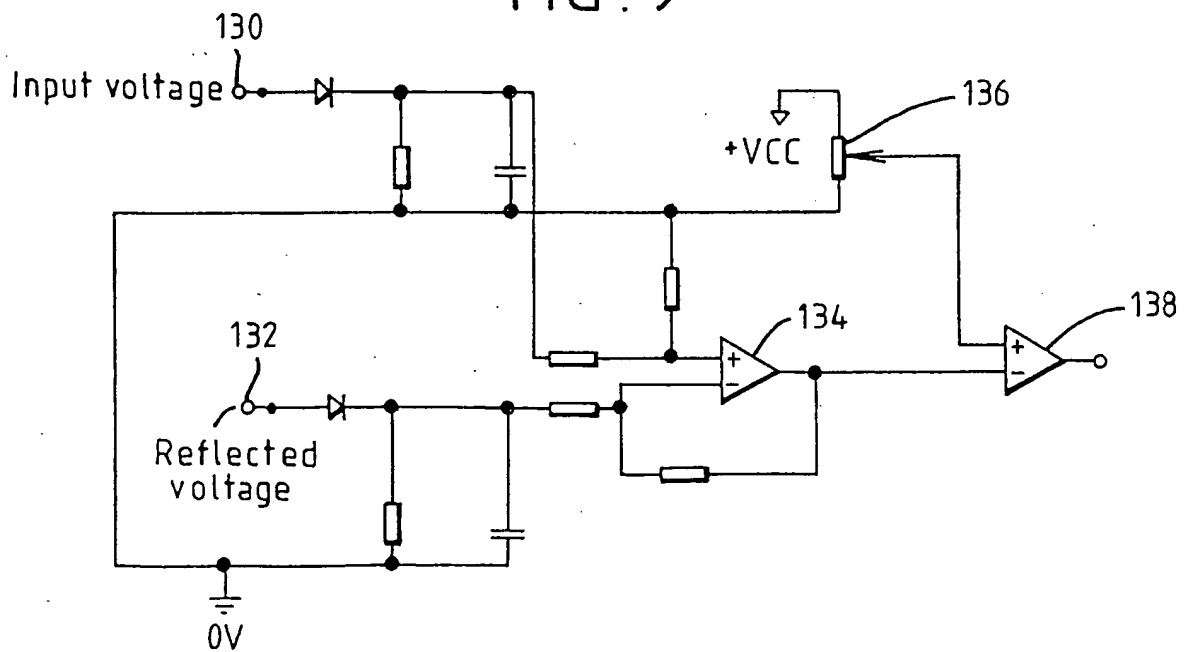 130
Input voltage
136
+VCC
+
-
134
+
-
138
132
Reflected
voltage
0V